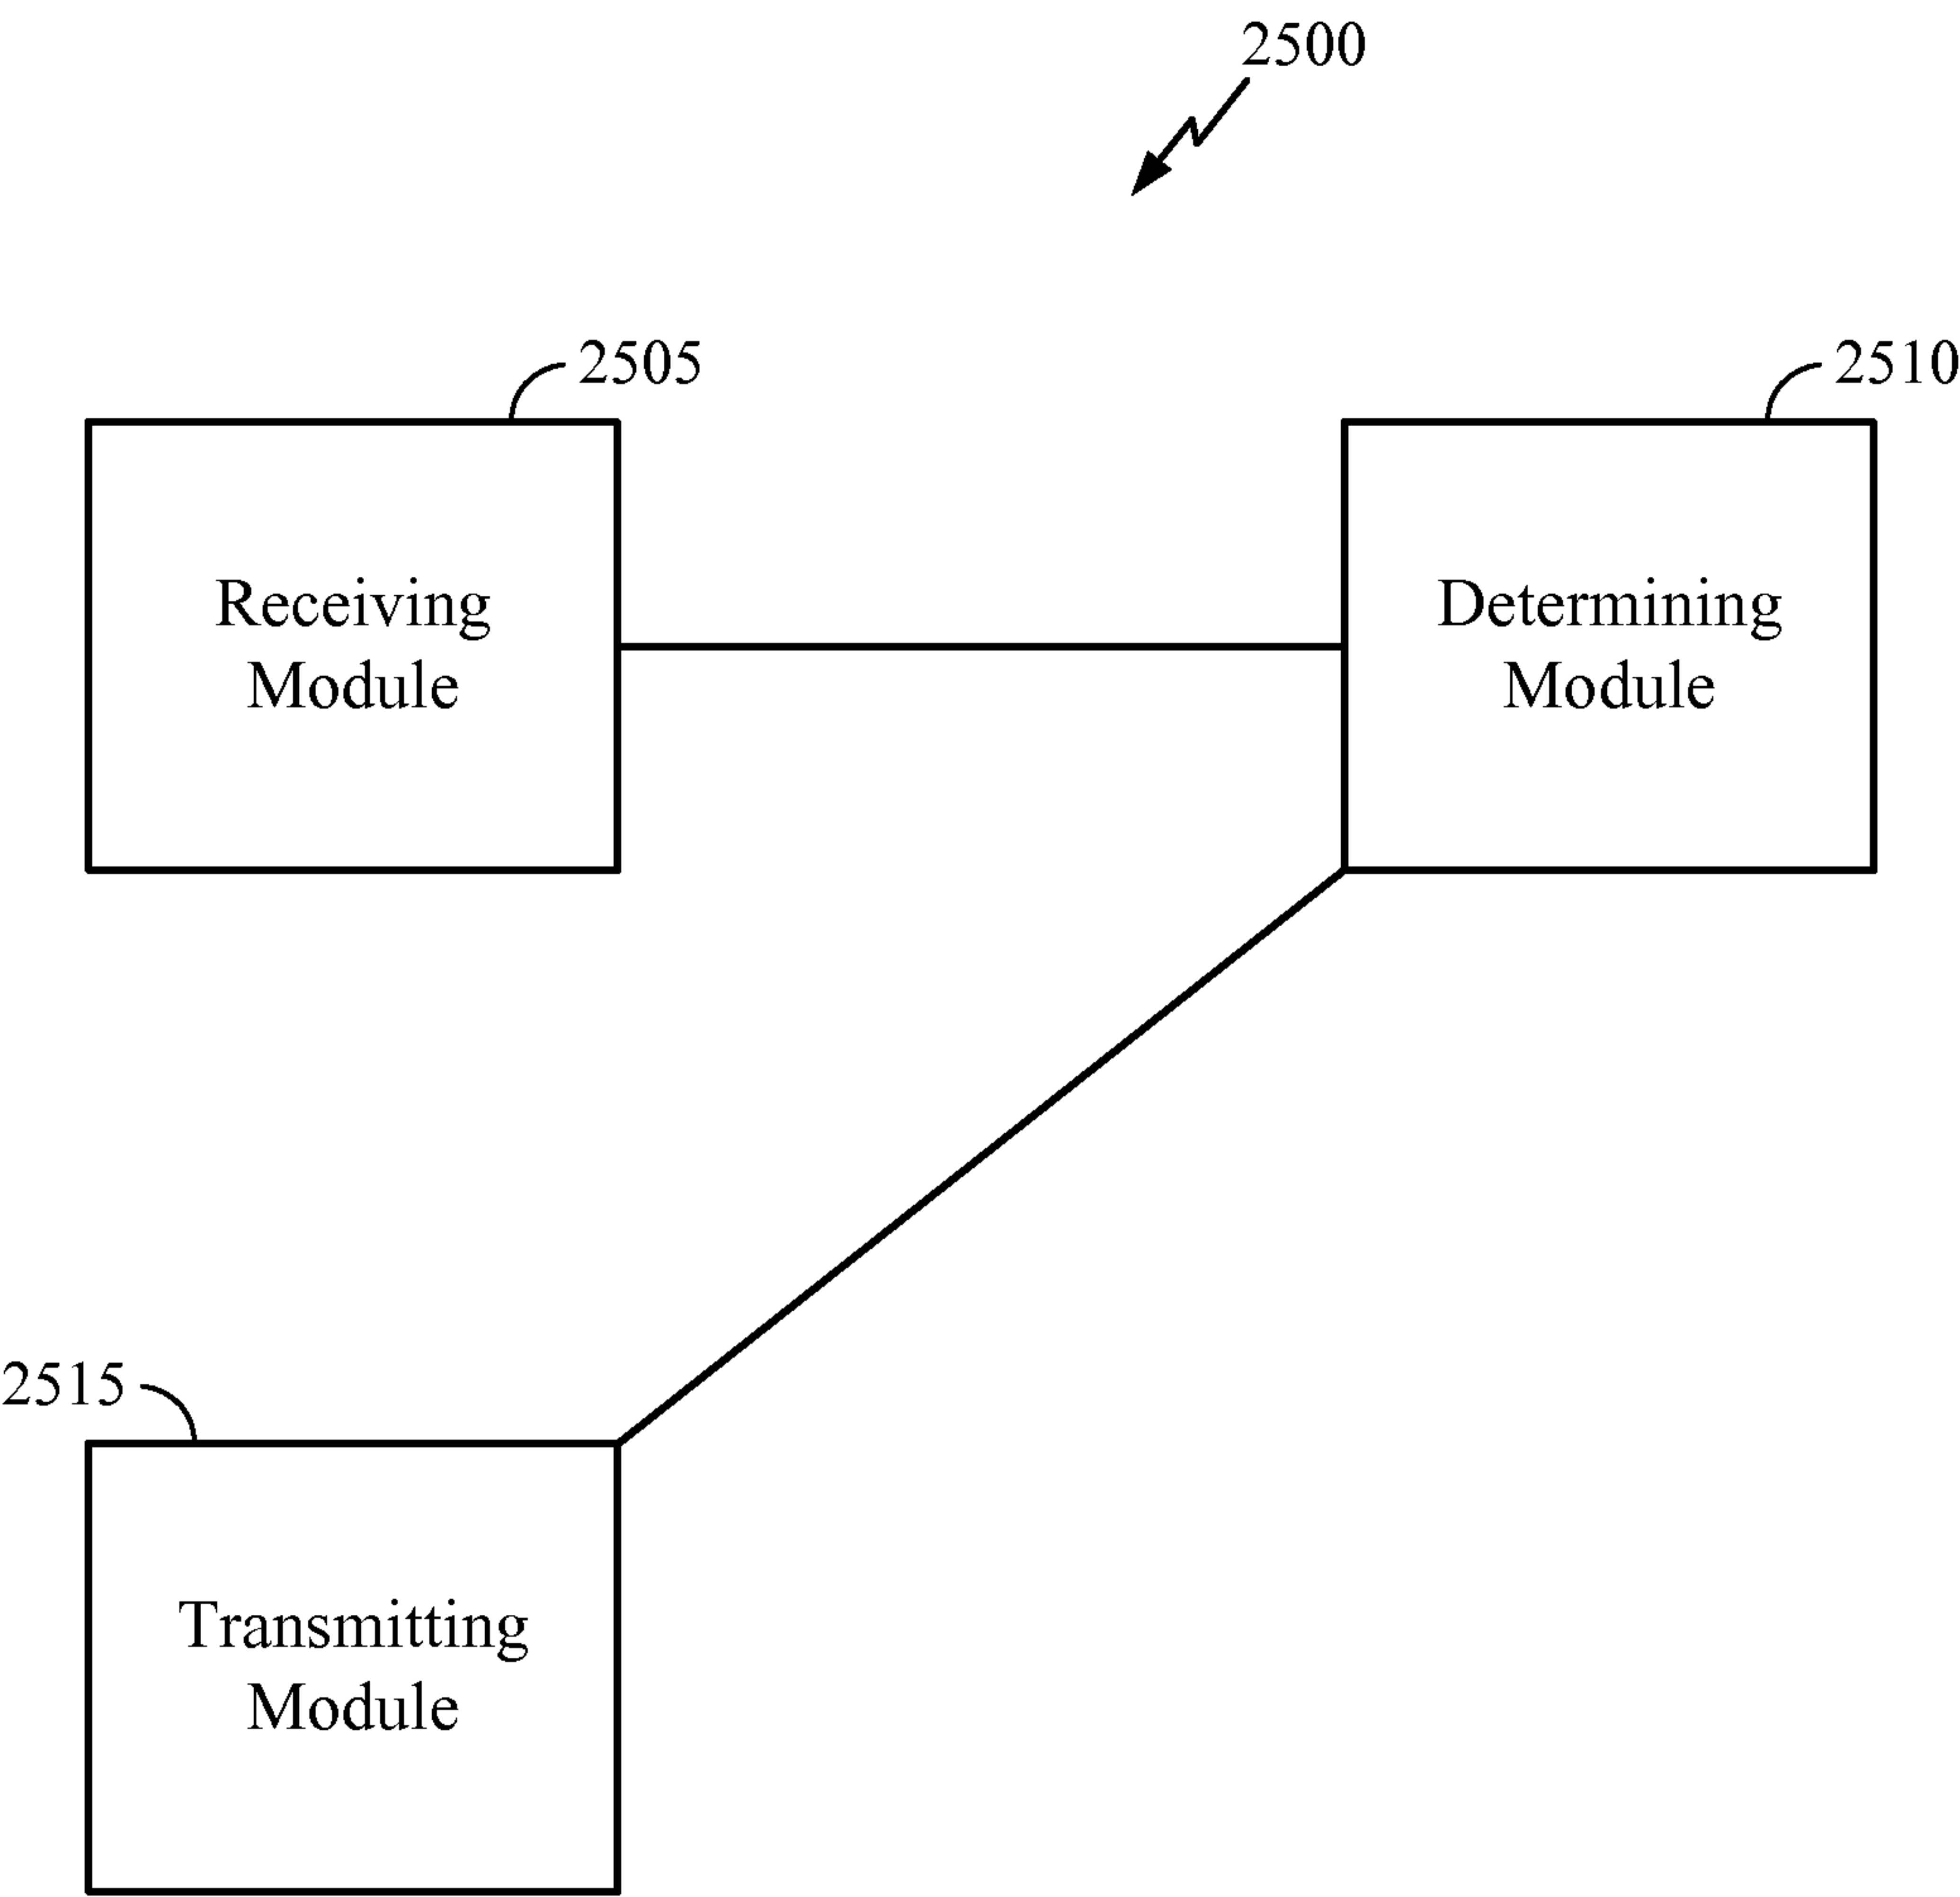 2500
2505
2510
Receiving
Module
Determining
Module
2515
Transmitting
Module